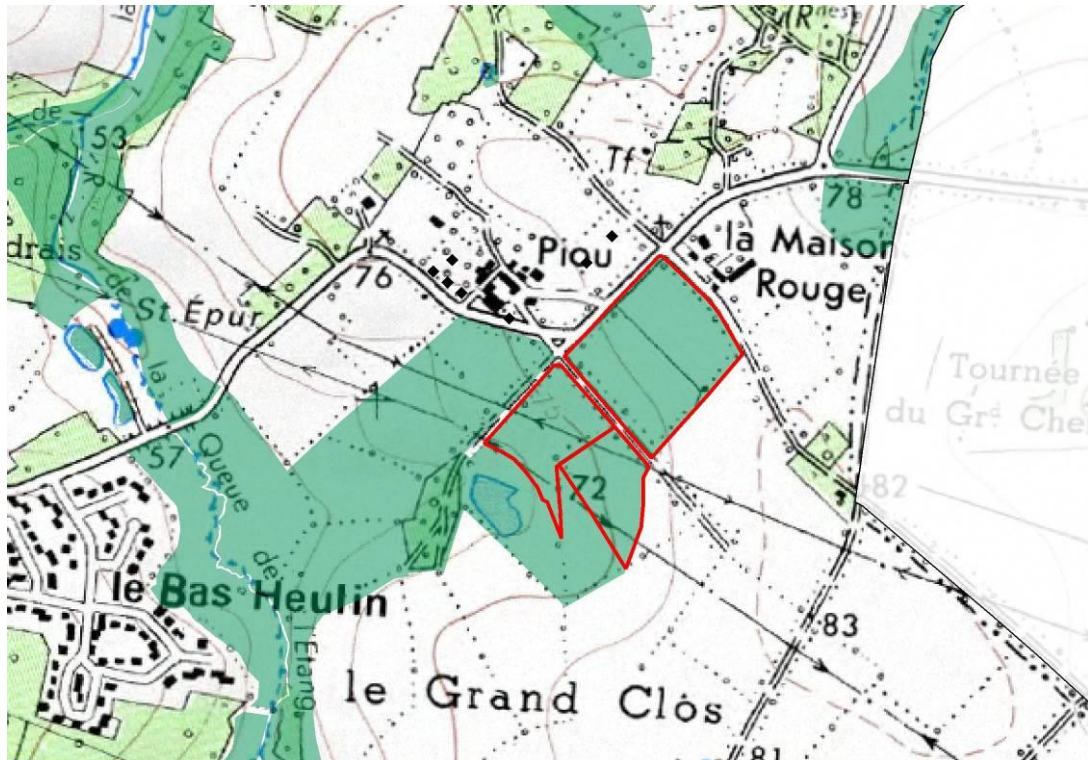 de
53
R
Tf
78
la Maison
Rouge
Piou
76
drais
de
St. Épur
la
57
Queue
Tournée
du Grd Che
72
82
de
l'Étang
le Bas Heulin
83
le Grand Clos
81